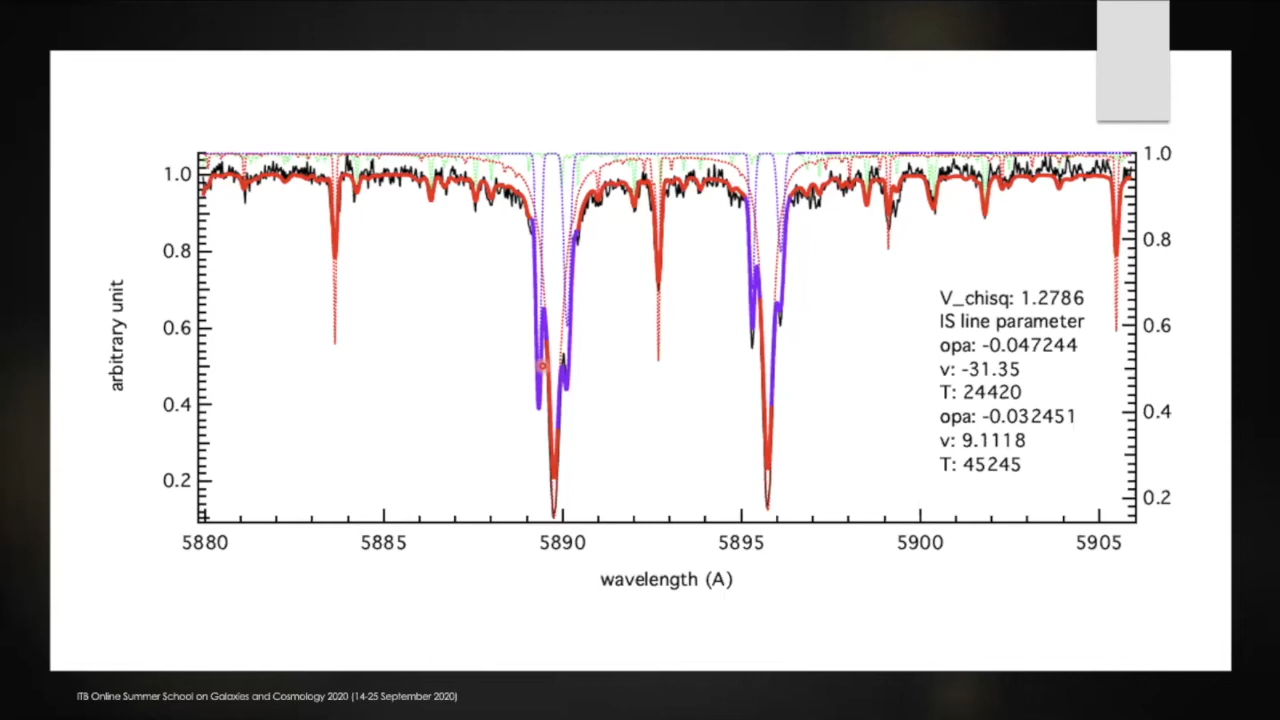 1.0
0.8
0.6
0.4
0.2
arbitrary unit
1.0
0.8
0.6
0.4
0.2
V_chisq: 1.2786
IS line parameter
opa: -0.047244
v: -31.35
T: 24420
opa: -0.032451
v: 9.1118
T: 45245
5880 5885 5890 5895 5900 5905
wavelength (A)
ITB Online Summer School on Galaxies and Cosmology 2020 (14-25 September 2020)